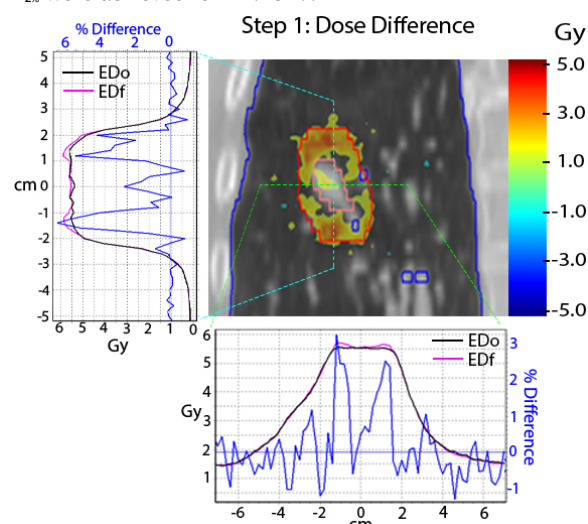 Step 1: Dose Difference
% Difference
6 4 2 0
EDo
EDf
5
4
3
2
1
cm 0
-1
-2
-3
-4
-5
6 5 4 3 2 1 0
Gy
Gy
5.0
3.0
1.0
-1.0
-3.0
-5.0
EDo
EDf
6
5
4
Gy 3
2
1
3
2
1
0
-1
% Difference
-6 -4 -2 0 2 4 6
cm